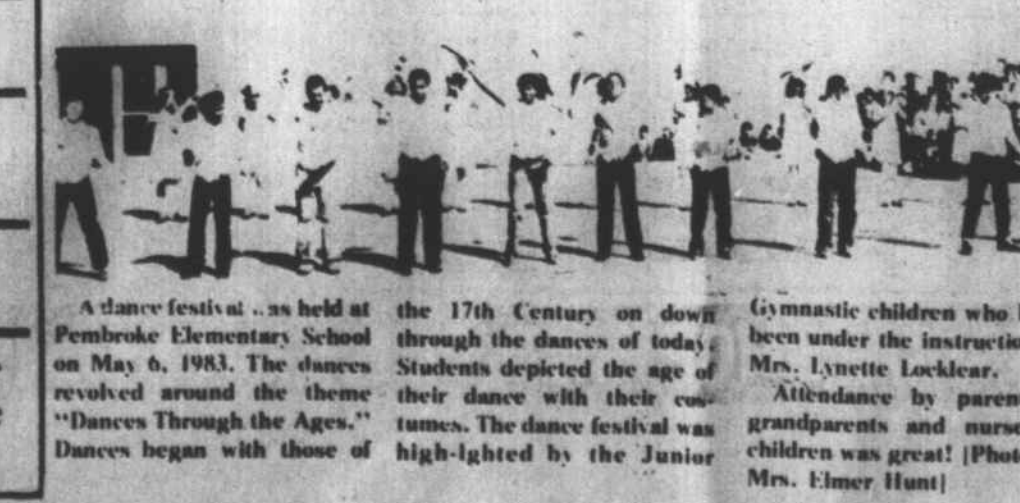 A dance festival ..as held at
Pembroke Elementary School
on May 6, 1983. The dances
revolved around the theme
"Dances Through the Ages."
Dances began with those of
the 17th Century on down
through the dances of today.
Students depicted the age of
their dance with their cos-
tumes. The dance festival was
high-lghted by the Junior
Gymnastic children who
been under the instructio
Mrs. Lynette Locklear.
Attendance by paren
grandparents and nurse
children was great! [Phot
Mrs. Elmer Hunt]